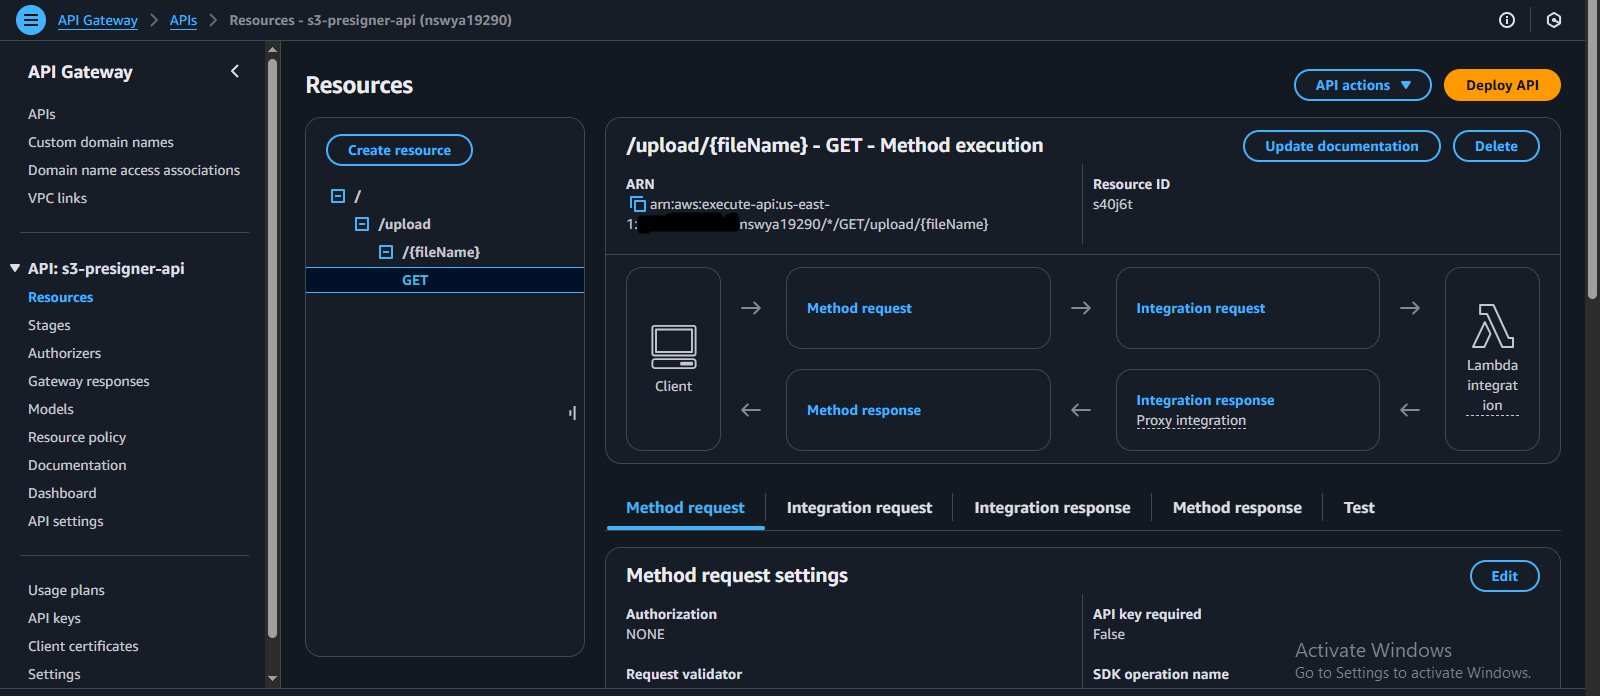 API Gateway
APIs
Resources - s3-presigner-api (nswya19290)
API Gateway
APIs
Custom domain names
Domain name access associations
VPC links
API: s3-presigner-api
Resources
Stages
Authorizers
Gateway responses
Models
Resource policy
Documentation
Dashboard
API settings
Usage plans
API keys
Client certificates
Settings
Resources
API actions
Deploy API
Create resource
/
/upload
/{fileName}
GET
/upload/{fileName} - GET - Method execution
Update documentation
Delete
ARN
arn:aws:execute-api:us-east-
1:
nswya19290/*/GET/upload/{fileName}
Resource ID
s40j6t
Client
Method request
Integration request
Method response
Integration response
Proxy integration
Lambda
integrat
ion
Method request
Integration request
Integration response
Method response
Test
Method request settings
Edit
Authorization
NONE
API key required
False
Request validator
SDK operation name
Activate Windows
Go to Settings to activate Windows.